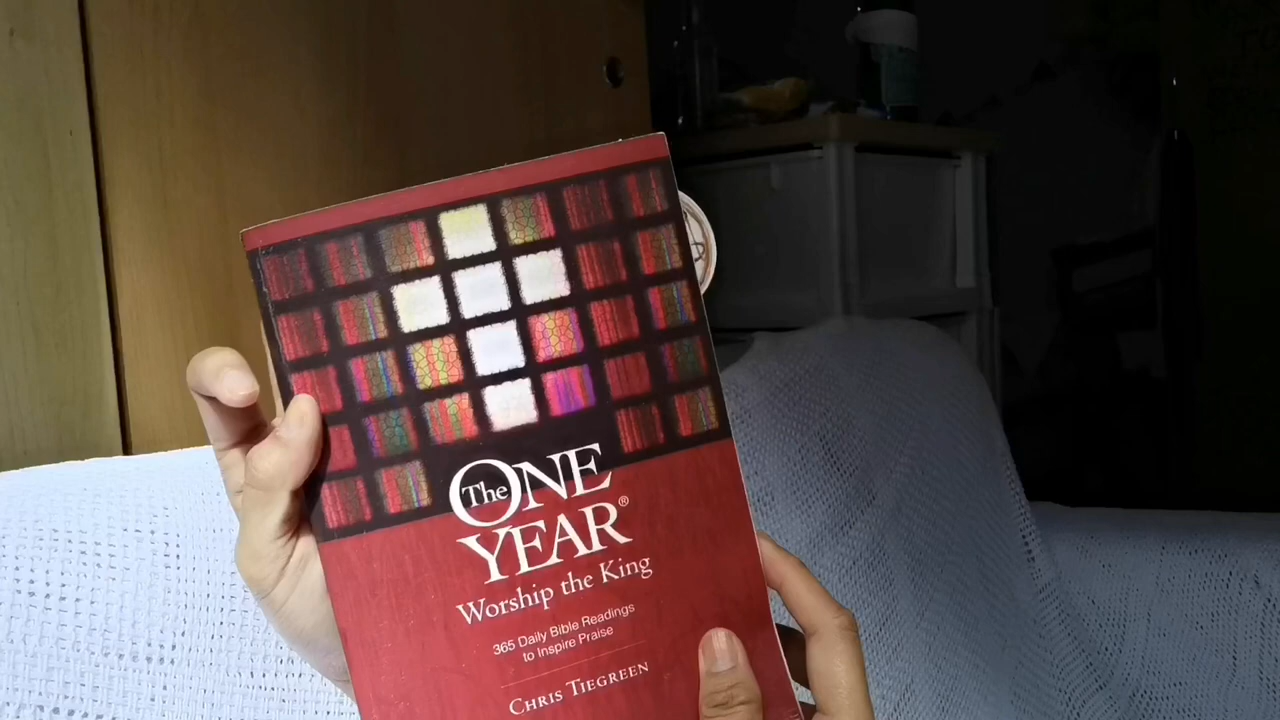 The ONE
YEAR®
Worship the King
365 Daily Bible Readings
to Inspire Praise
CHRIS TIEGREEN